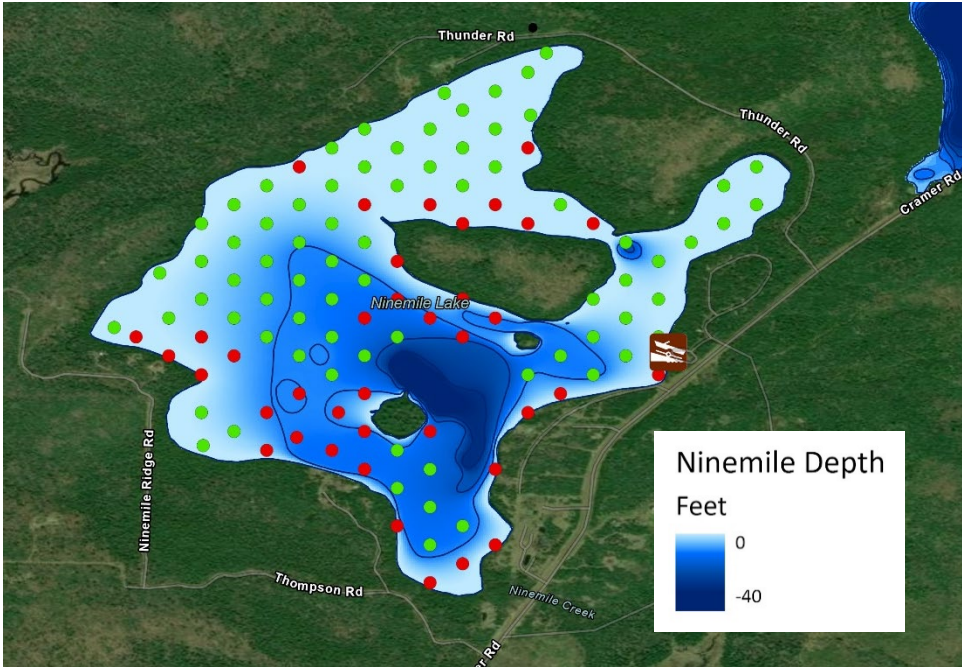 Thunder Rd
Thunder Rd
Cramer Rd
Ninemile Lake
Ninemile Ridge Rd
Ninemile Depth
Feet
0
-40
Thompson Rd
Ninemile Creek
Rd